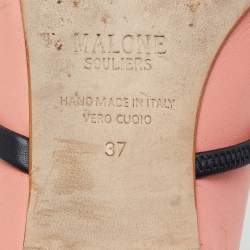 MALONE
SOULIERS
HAND MADE IN ITALY
VERO CUOIO
37